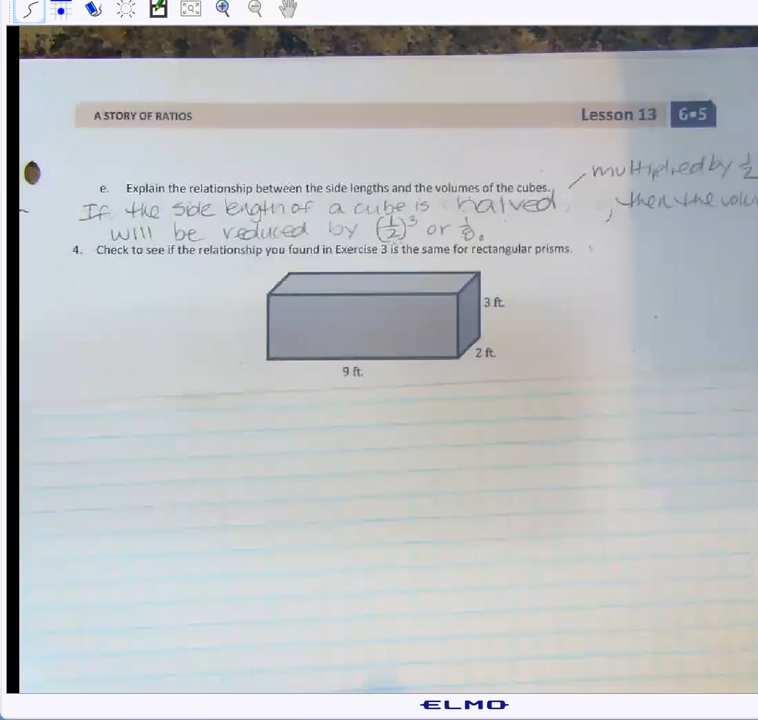 A STORY OF RATIOS
Lesson 13 6•5
multiplied by 1/2
e. Explain the relationship between the side lengths and the volumes of the cubes.
If the side length of a cube is halved, then the
will be reduced by (1/2)³ or 1/8.
4. Check to see if the relationship you found in Exercise 3 is the same for rectangular prisms.
3 ft.
2 ft.
9 ft.
ELMO